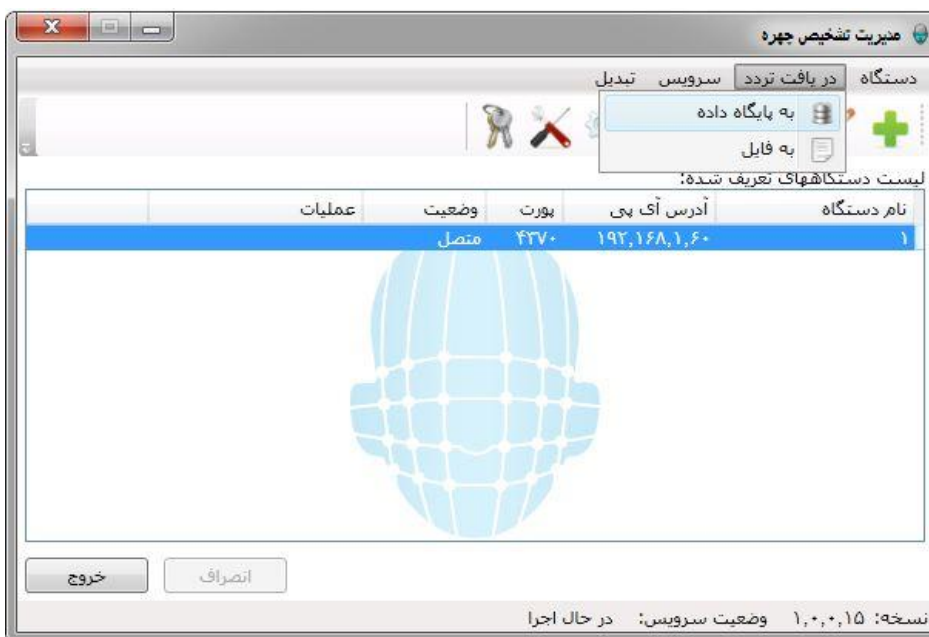 مدیریت تشخیص چهره
دستگاه دریافت تردد سرویس تبدیل
به پایگاه داده
به فایل
لیست دستگاههای تعریف شده:
نام دستگاه آدرس آی پی پورت وضعیت عملیات
۱ ۱۹۲,۱۶۸,۱,۶۰ ۴۳۷۰ متصل
انصراف خروج
نسخه: ۱,۰,۰,۱۵ وضعیت سرویس: در حال اجرا